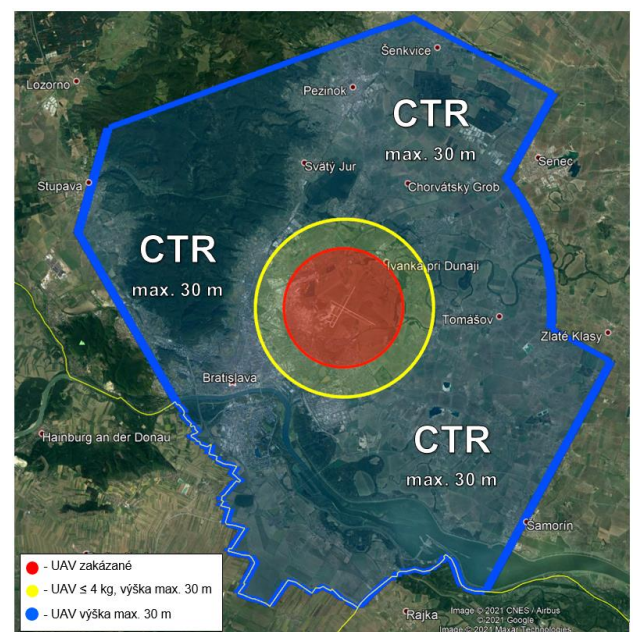 Šenkvice
Lozorno
Pezinok
CTR
max. 30 m
Senec
Svätý Jur
Stupava
Chorvátsky Grob
CTR
max. 30 m
Ivanka pri Dunaji
Tomášov
Zlaté Klasy
Bratislava
CTR
max. 30 m
Hainburg an der Donau
Šamorín
- UAV zakázané
- UAV ≤ 4 kg, výška max. 30 m
- UAV výška max. 30 m
Rajka
Image © 2021 CNES / Airbus
©2021 Google
Image © 2021 Maxar Technologies